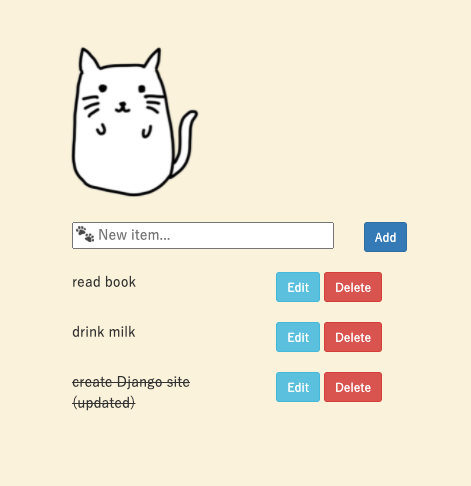 🐾 New item... Add
read book Edit Delete
drink milk Edit Delete
create Django site Edit Delete
(updated)